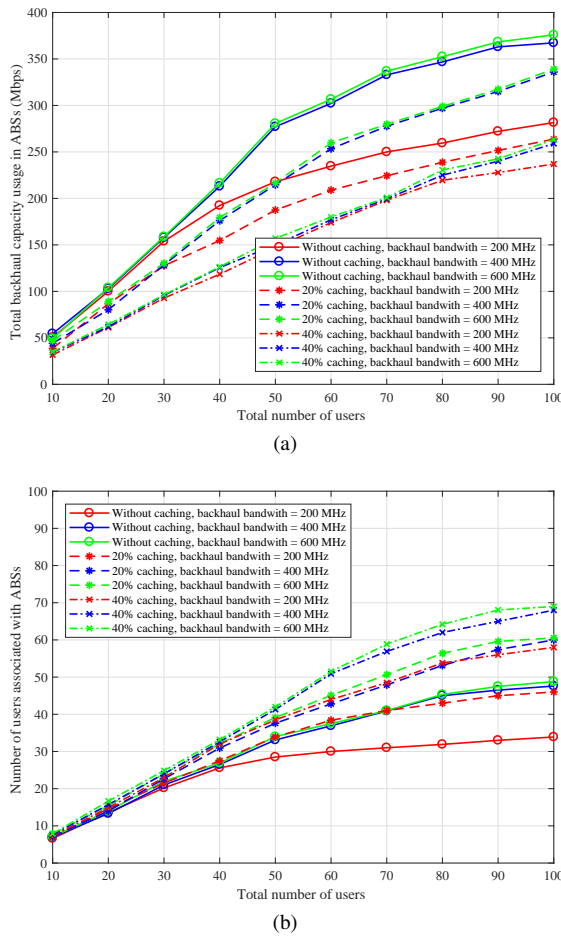 400
350
300
250
200
150
100
50
0
Total backhaul capacity usage in ABSs (Mbps)
Without caching, backhaul bandwith = 200 MHz
Without caching, backhaul bandwith = 400 MHz
Without caching, backhaul bandwith = 600 MHz
20% caching, backhaul bandwith = 200 MHz
20% caching, backhaul bandwith = 400 MHz
20% caching, backhaul bandwith = 600 MHz
40% caching, backhaul bandwith = 200 MHz
40% caching, backhaul bandwith = 400 MHz
40% caching, backhaul bandwith = 600 MHz
10 20 30 40 50 60 70 80 90 100
Total number of users
(a)
100
90
80
70
60
50
40
30
20
10
0
Number of users associated with ABSs
Without caching, backhaul bandwith = 200 MHz
Without caching, backhaul bandwith = 400 MHz
Without caching, backhaul bandwith = 600 MHz
20% caching, backhaul bandwith = 200 MHz
20% caching, backhaul bandwith = 400 MHz
20% caching, backhaul bandwith = 600 MHz
40% caching, backhaul bandwith = 200 MHz
40% caching, backhaul bandwith = 400 MHz
40% caching, backhaul bandwith = 600 MHz
10 20 30 40 50 60 70 80 90 100
Total number of users
(b)